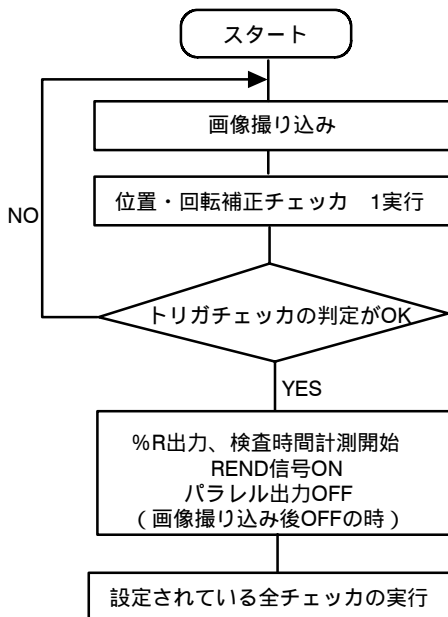 スタート
画像撮り込み
位置・回転補正チェッカ　1実行
NO
トリガチェッカの判定がOK
YES
%R出力、検査時間計測開始
REND信号ON
パラレル出力OFF
（画像撮り込み後OFFの時）
設定されている全チェッカの実行